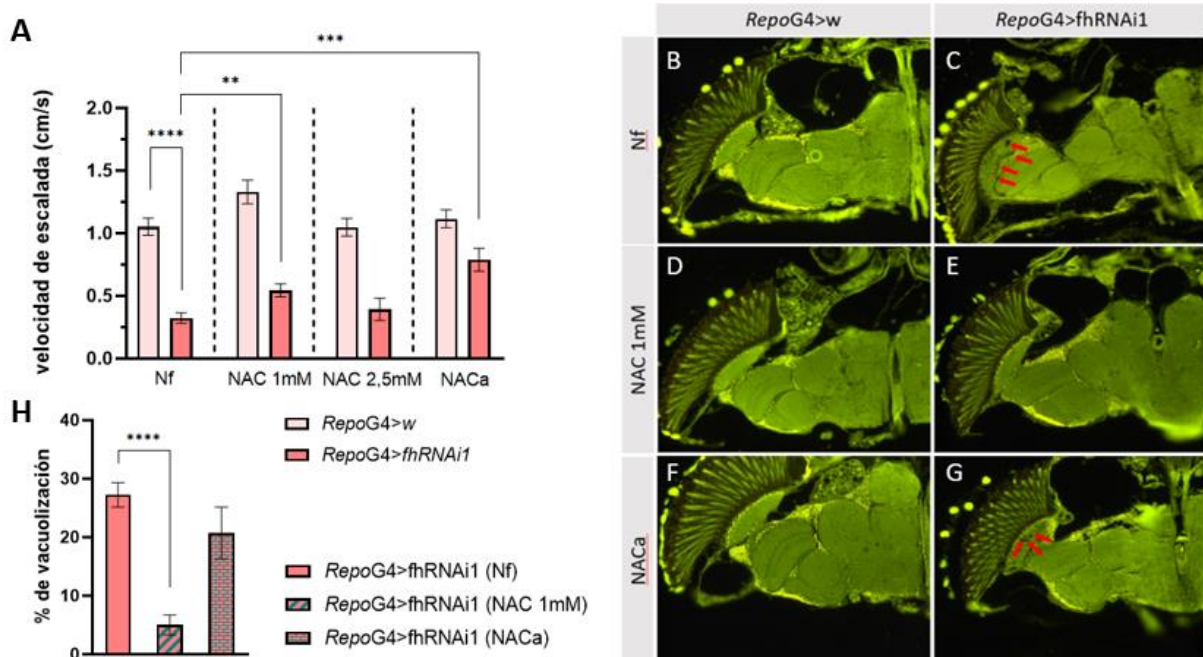 A
***
**
****
velocidad de escalada (cm/s)
2.0
1.5
1.0
0.5
0.0
Nf
NAC 1mM
NAC 2,5mM
NACa
H
****
% de vacuolización
40
30
20
10
0
RepoG4>w
RepoG4>fhRNAi1
RepoG4>fhRNAi1 (Nf)
RepoG4>fhRNAi1 (NAC 1mM)
RepoG4>fhRNAi1 (NACa)
RepoG4>w
RepoG4>fhRNAi1
Nf
B
C
NAC 1mM
D
E
NACa
F
G